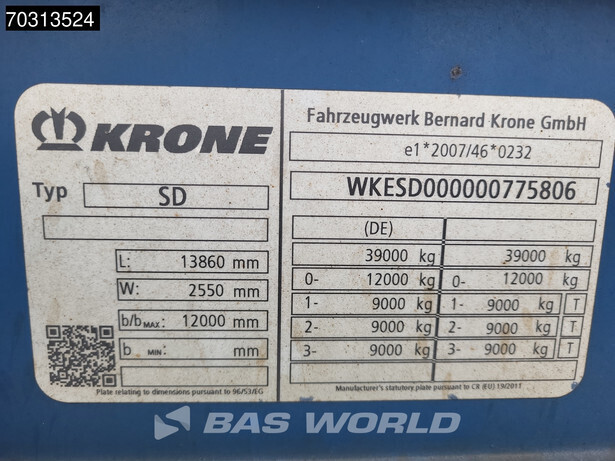 70313524
KRONE
Typ SD
L: 13860 mm
W: 2550 mm
b/b MAX: 12000 mm
b MIN: mm
Plate relating to dimensions pursuant to 96/53/EG
Fahrzeugwerk Bernard Krone GmbH
e1*2007/46*0232
WKESD000000775806
(DE)
39000 kg 39000 kg
0- 12000 kg 0- 12000 kg
1- 9000 kg 1- 9000 kg T
2- 9000 kg 2- 9000 kg T
3- 9000 kg 3- 9000 kg T
Manufacturer's statutory plate pursuant to CR (EU) 19/2011
BAS WORLD